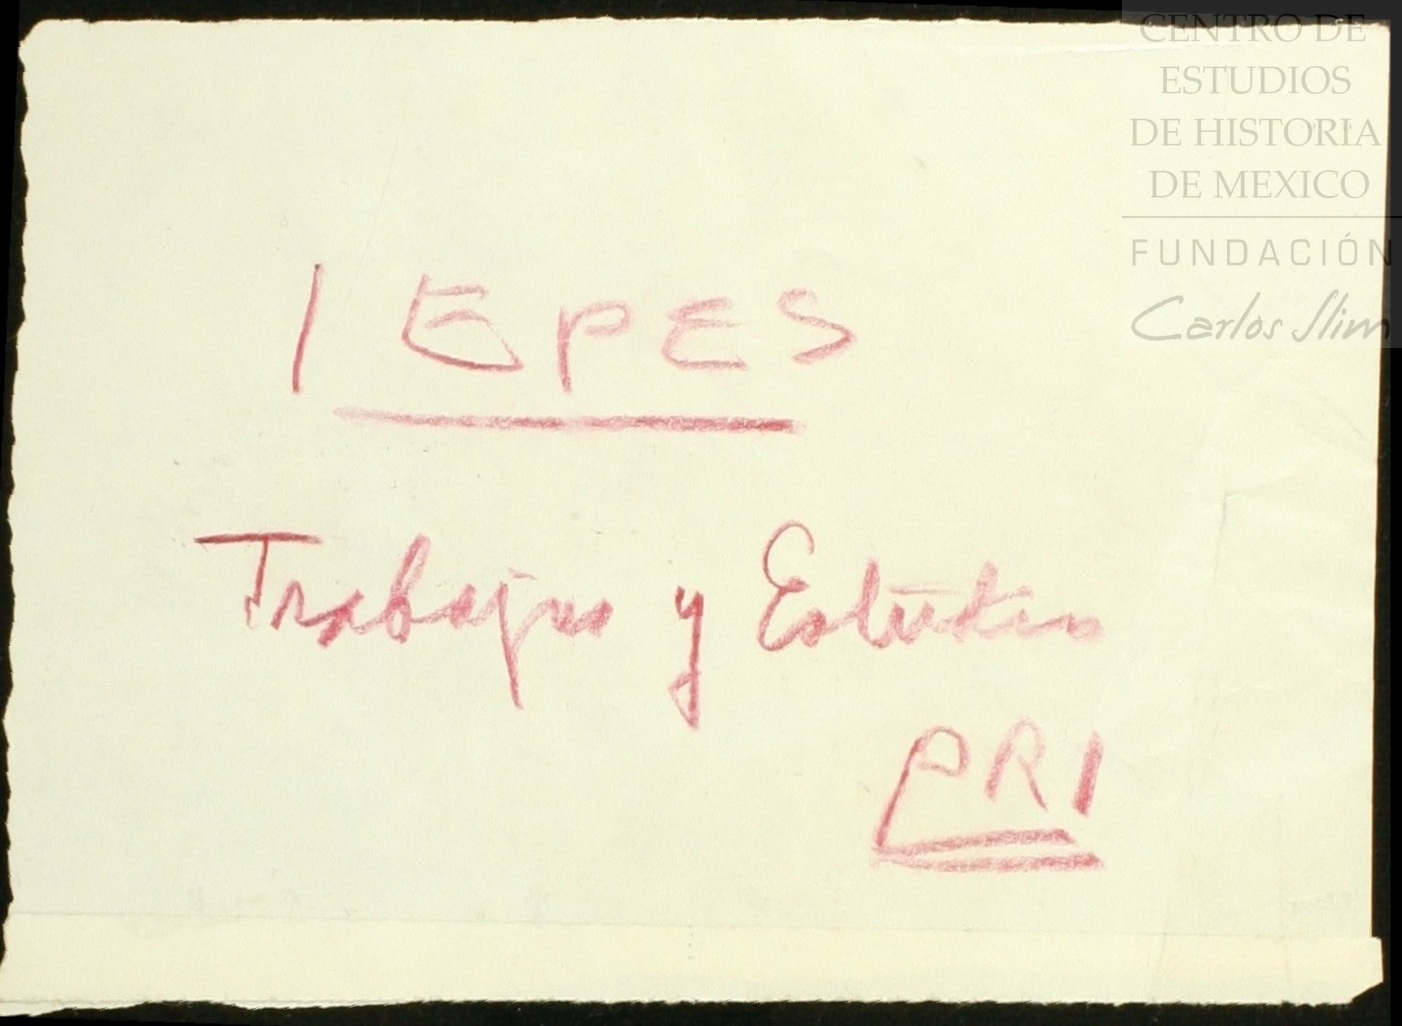 CENTRO DE
ESTUDIOS
DE HISTORIA
DE MEXICO
FUNDACIÓN
Carlos Slim
IEPES
Trabajos y Estudios
PRI